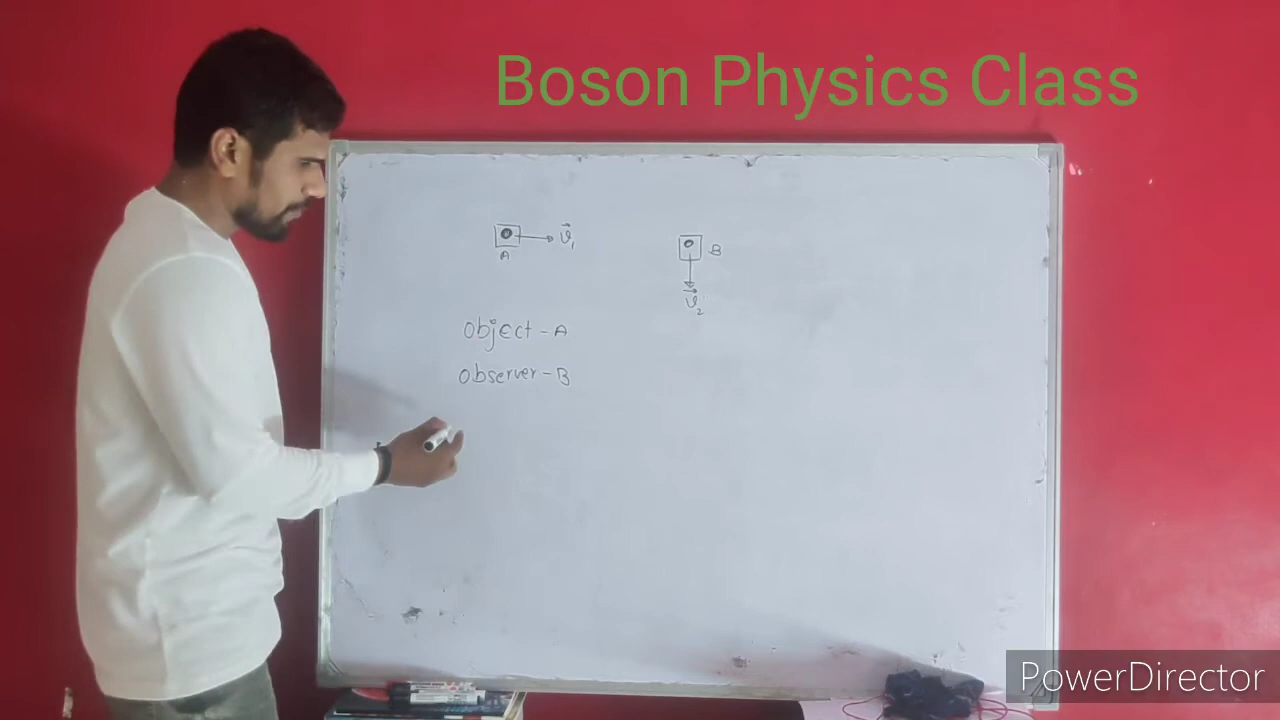 Boson Physics Class
A
v⃗₁
B
v⃗₂
Object - A
Observer - B
PowerDirector